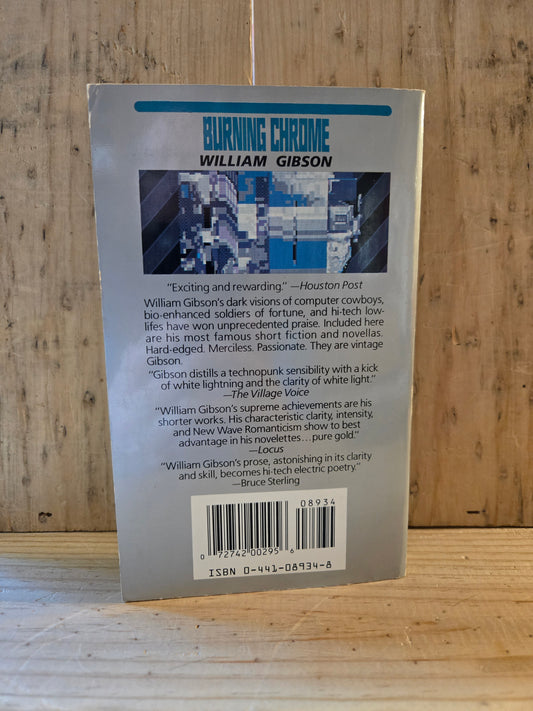 BURNING CHROME
WILLIAM GIBSON
"Exciting and rewarding." —Houston Post
William Gibson's dark visions of computer cowboys,
bio-enhanced soldiers of fortune, and hi-tech low-
lifes have won unprecedented praise. Included here
are his most famous short fiction and novellas.
Hard-edged. Merciless. Passionate. They are vintage
Gibson.
"Gibson distills a technopunk sensibility with a kick
of white lightning and the clarity of white light."
—The Village Voice
"William Gibson's supreme achievements are his
shorter works. His characteristic clarity, intensity,
and New Wave Romanticism show to best
advantage in his novelettes...pure gold."
—Locus
"William Gibson's prose, astonishing in its clarity
and skill, becomes hi-tech electric poetry."
—Bruce Sterling
08934
0 72742 00295 6
ISBN 0-441-08934-8